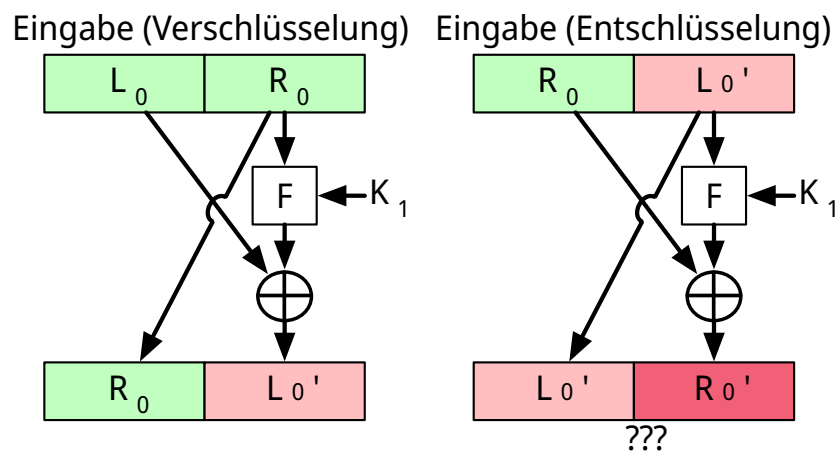 Eingabe (Verschlüsselung)
L 0
R 0
F
K 1
R 0
L 0 '
Eingabe (Entschlüsselung)
R 0
L 0 '
F
K 1
L 0 '
R 0 '
???